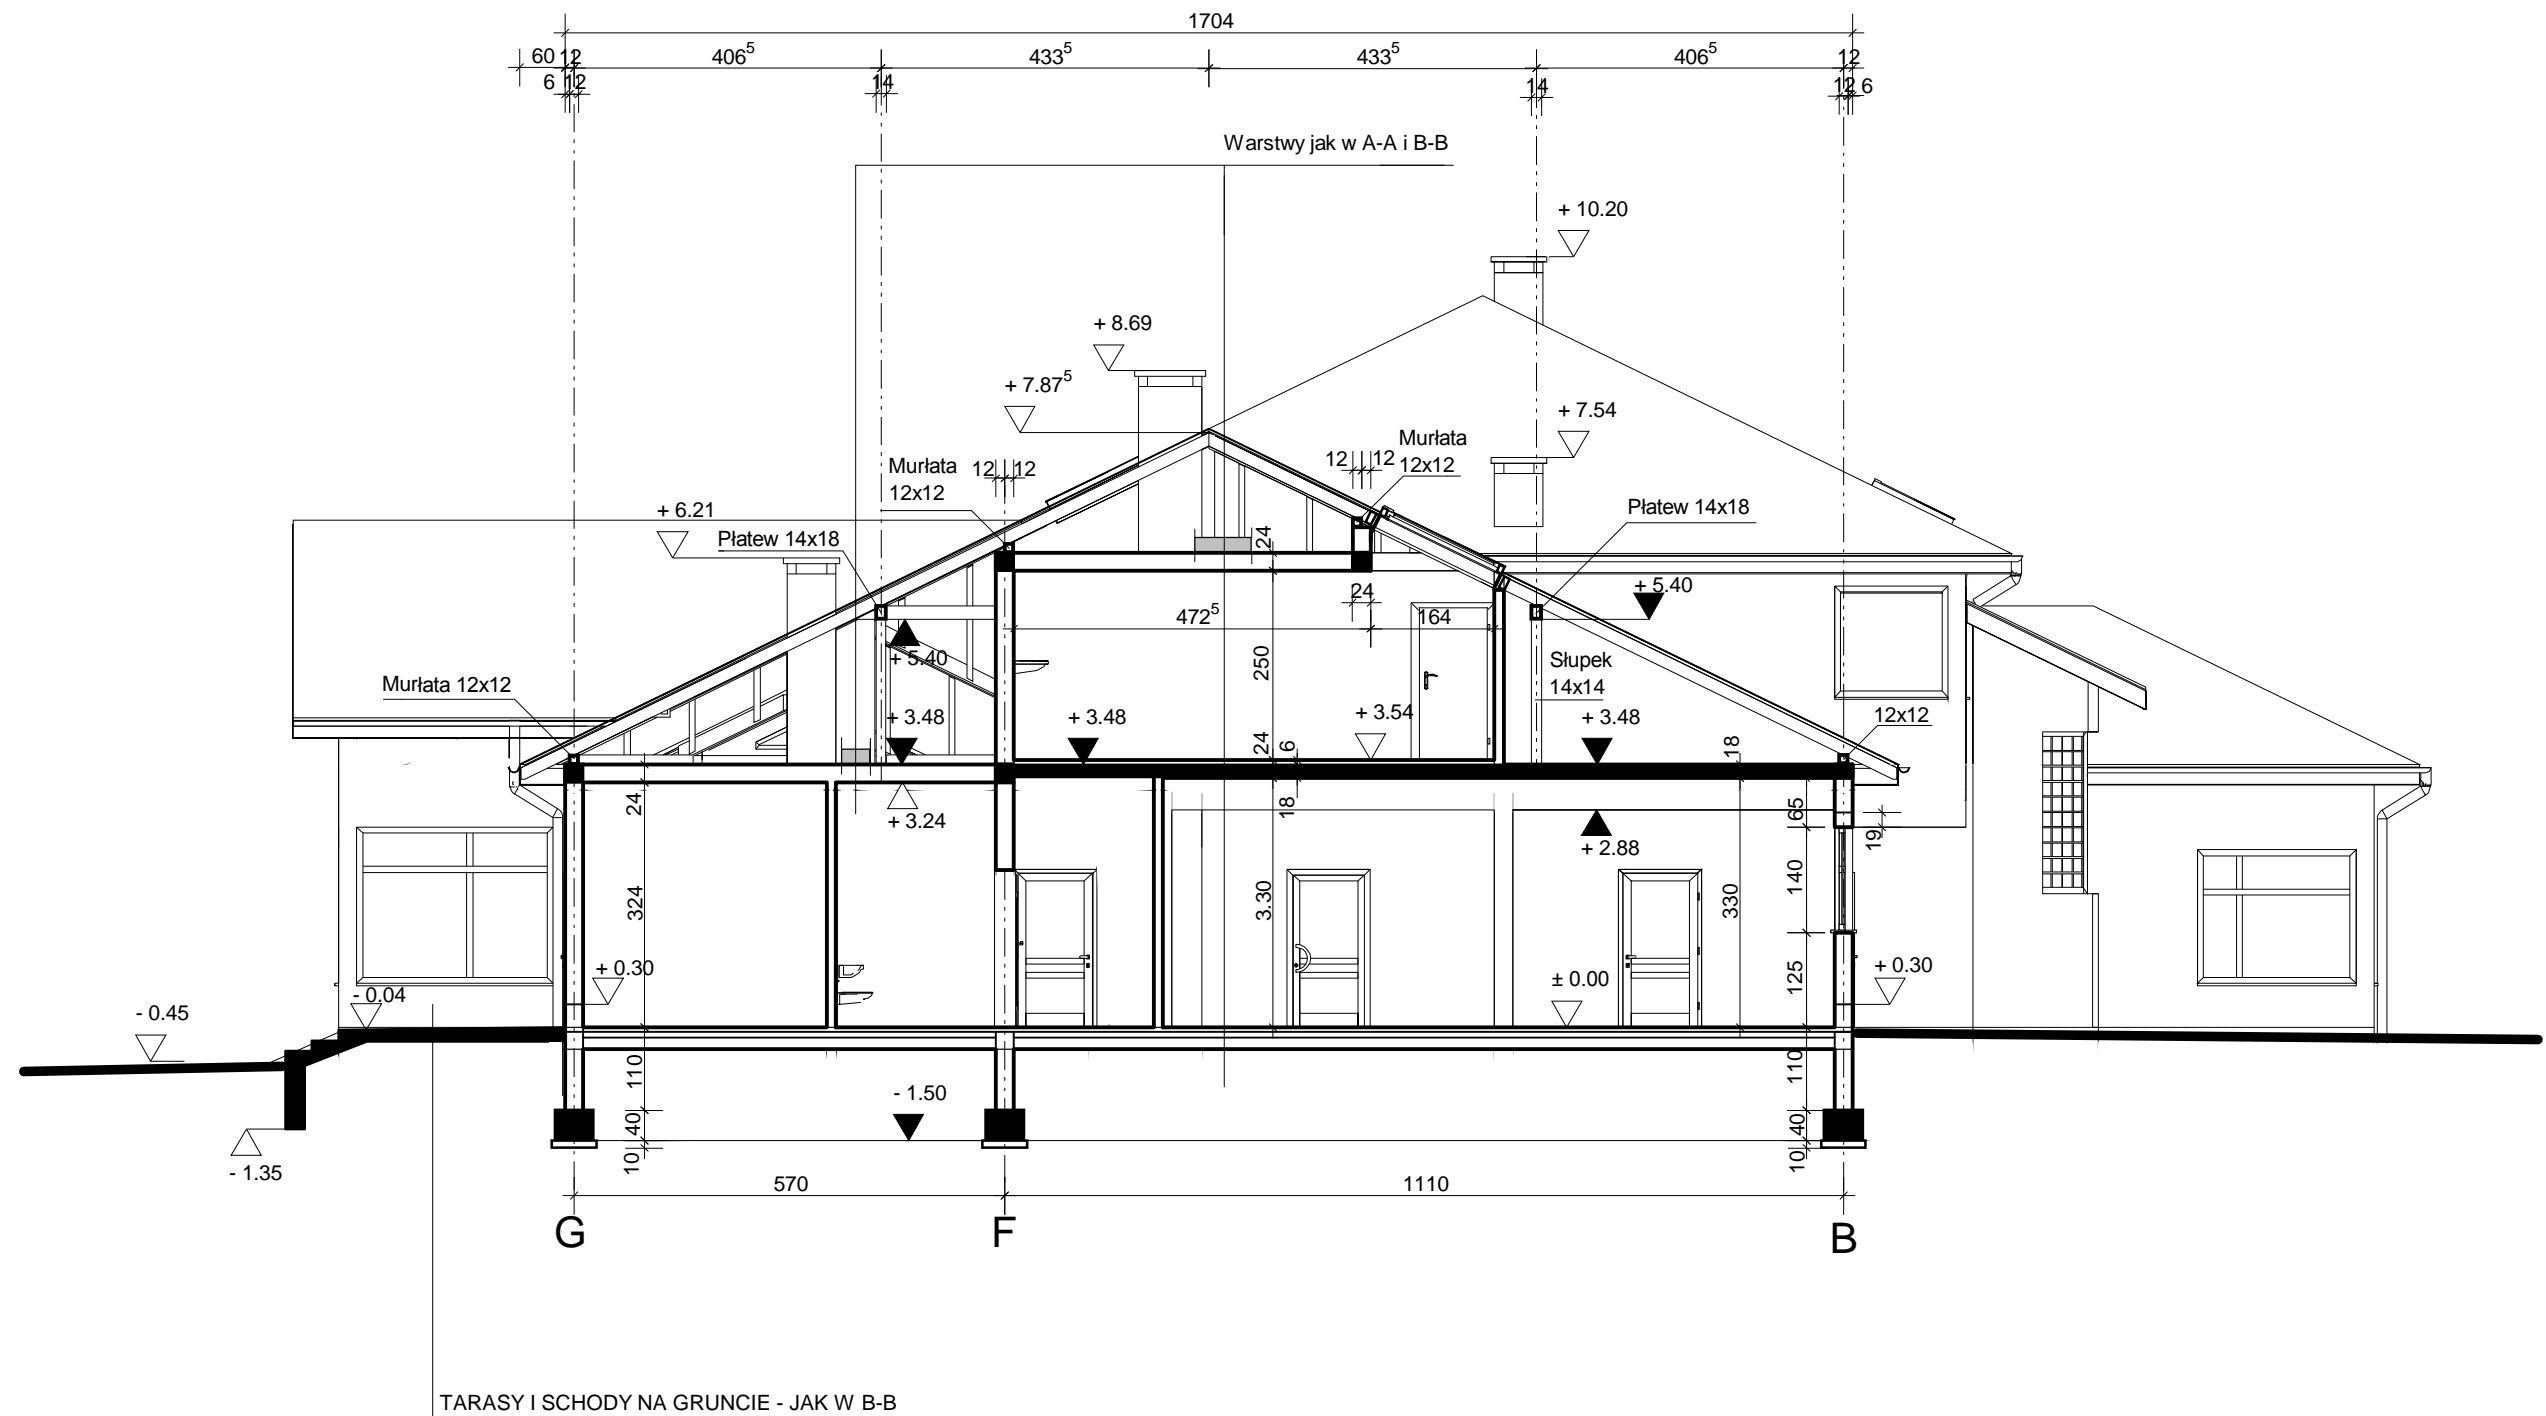 1704
60 12 406⁵ 433⁵ 433⁵ 406⁵ 12
6 12 14 14 12 6
Warstwy jak w A-A i B-B
+ 10.20
+ 8.69
+ 7.87⁵
+ 7.54
Murłata
12x12
12 12
12 12
Murłata
12x12
+ 6.21
Płatew 14x18
Płatew 14x18
24
24
+ 5.40
472⁵
164
+ 5.40
250
Słupek
14x14
Murłata 12x12
+ 3.48
+ 3.48
+ 3.54
+ 3.48
12x12
24
6
18
24
+ 3.24
18
+ 2.88
65
19
324
3.30
330
140
125
+ 0.30
± 0.00
+ 0.30
- 0.04
- 0.45
110
110
- 1.50
40
40
10
10
- 1.35
570
1110
G
F
B
TARASY I SCHODY NA GRUNCIE - JAK W B-B